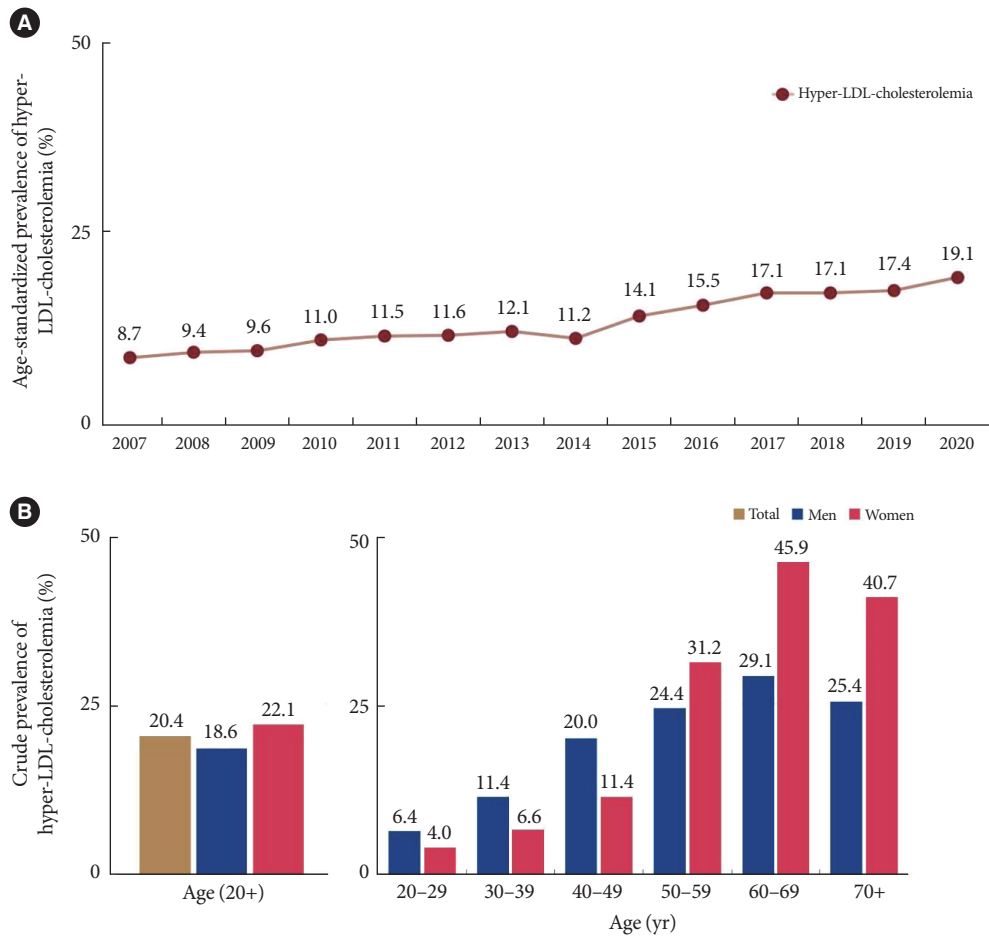 A
50
Hyper-LDL-cholesterolemia
Age-standardized prevalence of hyper-
LDL-cholesterolemia (%)
25
8.7 9.4 9.6 11.0 11.5 11.6 12.1 11.2 14.1 15.5 17.1 17.1 17.4 19.1
0
2007 2008 2009 2010 2011 2012 2013 2014 2015 2016 2017 2018 2019 2020
B
Total Men Women
Crude prevalence of
hyper-LDL-cholesterolemia (%)
50
25
0
20.4 18.6 22.1
Age (20+)
50
25
0
6.4 4.0 11.4 6.6 20.0 11.4 24.4 31.2 29.1 45.9 25.4 40.7
20–29 30–39 40–49 50–59 60–69 70+
Age (yr)